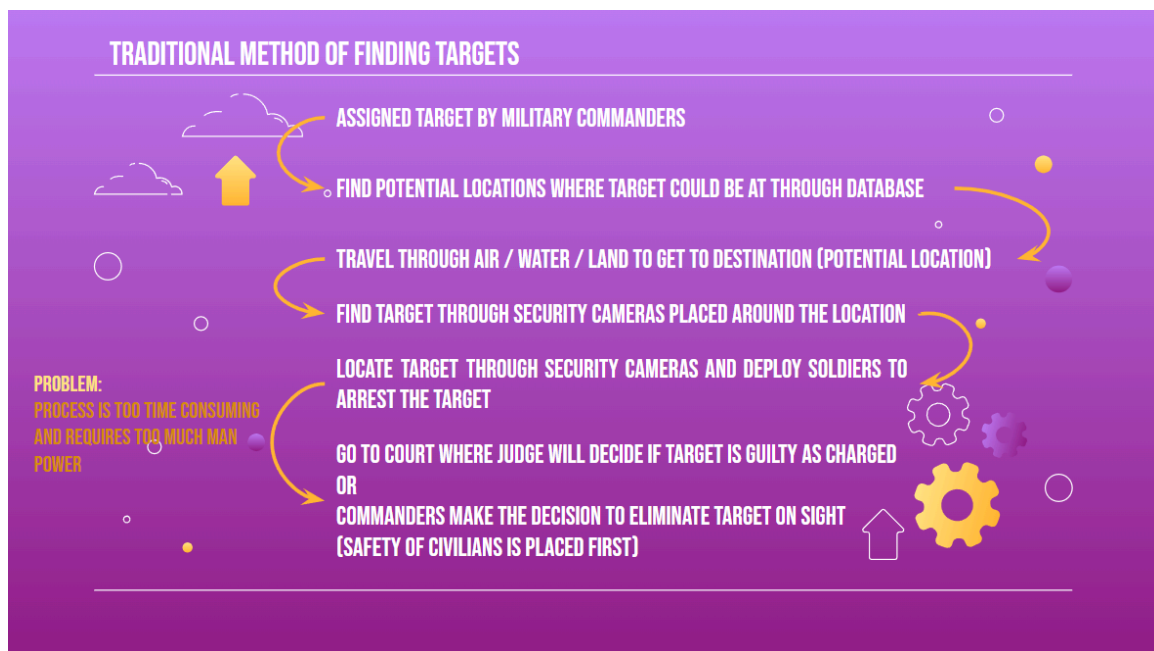 TRADITIONAL METHOD OF FINDING TARGETS
ASSIGNED TARGET BY MILITARY COMMANDERS
FIND POTENTIAL LOCATIONS WHERE TARGET COULD BE AT THROUGH DATABASE
TRAVEL THROUGH AIR / WATER / LAND TO GET TO DESTINATION (POTENTIAL LOCATION)
FIND TARGET THROUGH SECURITY CAMERAS PLACED AROUND THE LOCATION
LOCATE TARGET THROUGH SECURITY CAMERAS AND DEPLOY SOLDIERS TO
ARREST THE TARGET
GO TO COURT WHERE JUDGE WILL DECIDE IF TARGET IS GUILTY AS CHARGED
OR
COMMANDERS MAKE THE DECISION TO ELIMINATE TARGET ON SIGHT
(SAFETY OF CIVILIANS IS PLACED FIRST)
PROBLEM:
PROCESS IS TOO TIME CONSUMING
AND REQUIRES TOO MUCH MAN
POWER